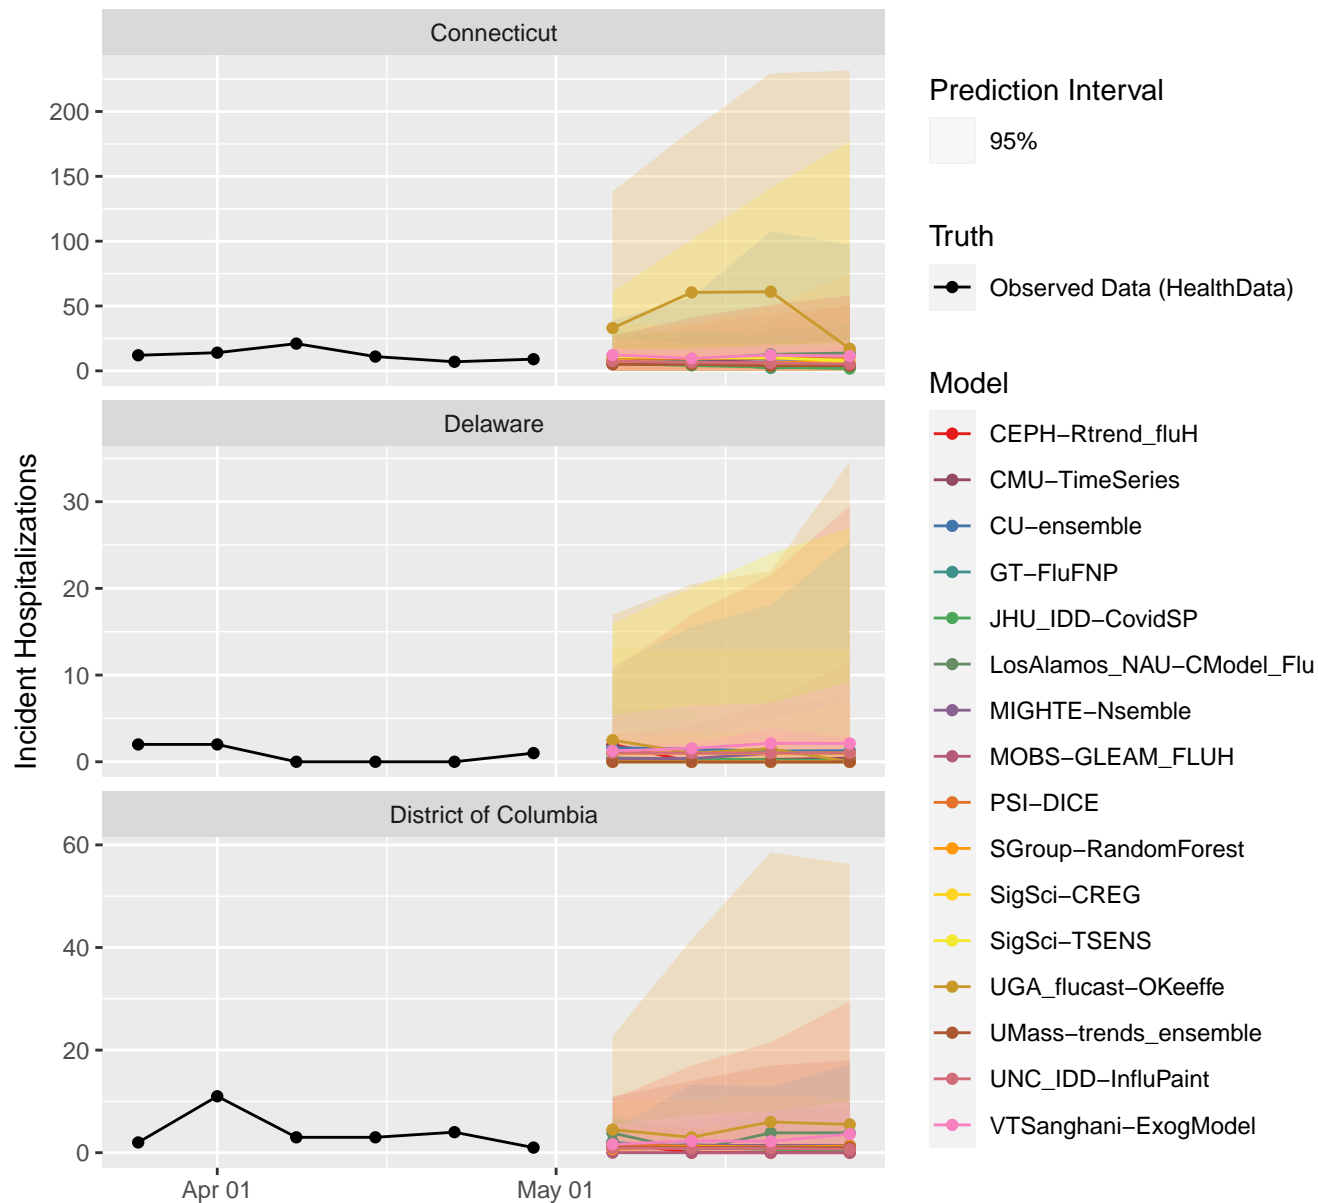 Connecticut
200
150
100
50
0
Delaware
30
20
10
0
District of Columbia
60
40
20
0
Apr 01
May 01
Incident Hospitalizations
Prediction Interval
95%
Truth
Observed Data (HealthData)
Model
CEPH−Rtrend_fluH
CMU−TimeSeries
CU−ensemble
GT−FluFNP
JHU_IDD−CovidSP
LosAlamos_NAU−CModel_Flu
MIGHTE−Nsemble
MOBS−GLEAM_FLUH
PSI−DICE
SGroup−RandomForest
SigSci−CREG
SigSci−TSENS
UGA_flucast−OKeeffe
UMass−trends_ensemble
UNC_IDD−InfluPaint
VTSanghani−ExogModel